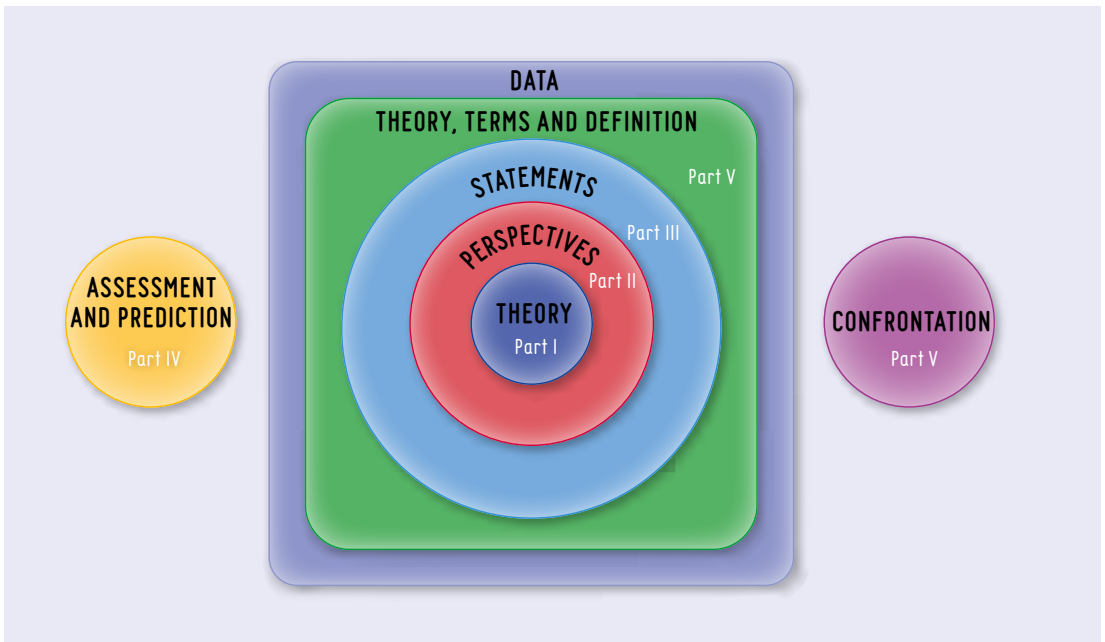 DATA
THEORY, TERMS AND DEFINITION
STATEMENTS
Part V
PERSPECTIVES
Part III
Part II
THEORY
Part I
ASSESSMENT
AND PREDICTION
Part IV
CONFRONTATION
Part V